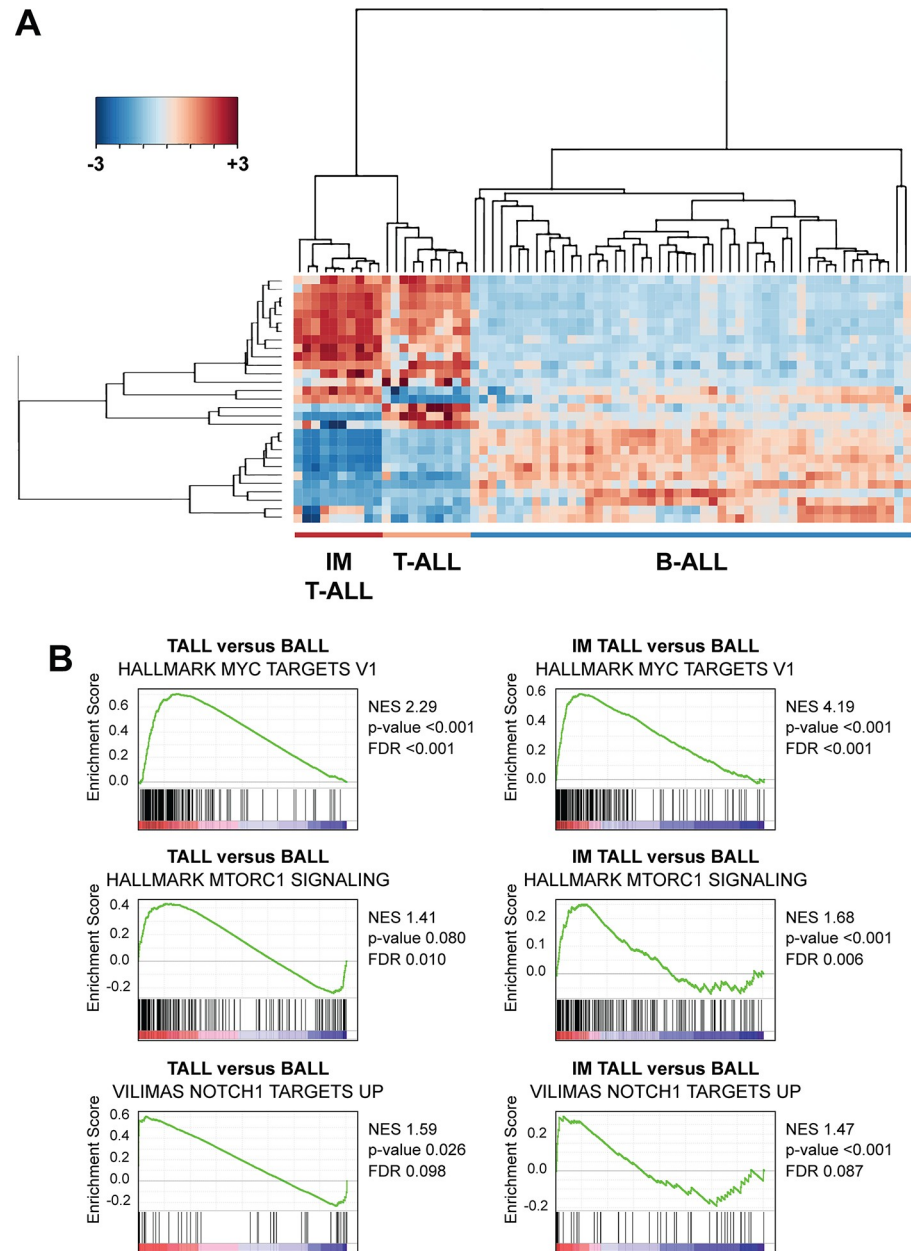 A
-3 +3
IM
T-ALL
T-ALL
B-ALL
B
TALL versus BALL
HALLMARK MYC TARGETS V1
Enrichment Score
0.6
0.4
0.2
0.0
NES 2.29
p-value <0.001
FDR <0.001
IM TALL versus BALL
HALLMARK MYC TARGETS V1
Enrichment Score
0.6
0.4
0.2
0.0
NES 4.19
p-value <0.001
FDR <0.001
TALL versus BALL
HALLMARK MTORC1 SIGNALING
Enrichment Score
0.4
0.2
0.0
-0.2
NES 1.41
p-value 0.080
FDR 0.010
IM TALL versus BALL
HALLMARK MTORC1 SIGNALING
Enrichment Score
0.2
0.1
0.0
NES 1.68
p-value <0.001
FDR 0.006
TALL versus BALL
VILIMAS NOTCH1 TARGETS UP
Enrichment Score
0.6
0.4
0.2
0.0
-0.2
NES 1.59
p-value 0.026
FDR 0.098
IM TALL versus BALL
VILIMAS NOTCH1 TARGETS UP
Enrichment Score
0.2
0.0
-0.2
NES 1.47
p-value <0.001
FDR 0.087